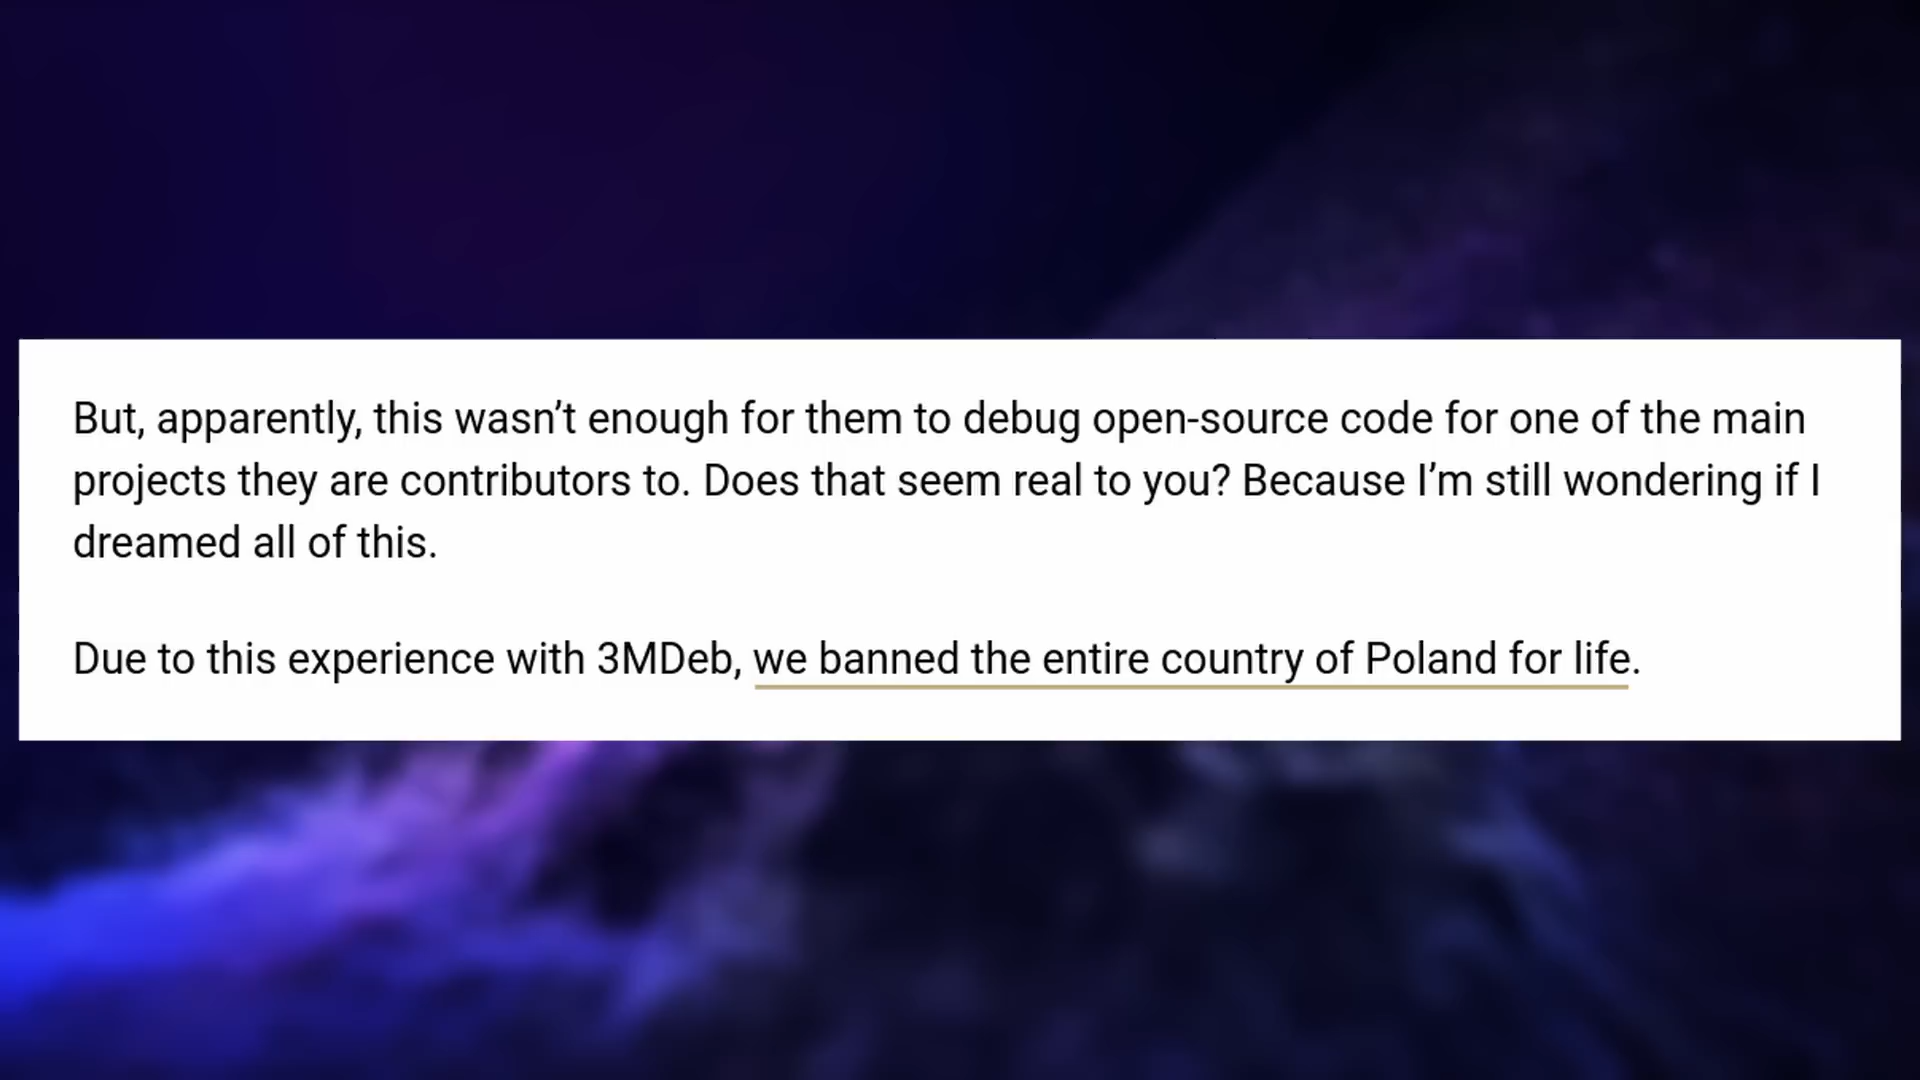 But, apparently, this wasn’t enough for them to debug open-source code for one of the main
projects they are contributors to. Does that seem real to you? Because I’m still wondering if I
dreamed all of this.
Due to this experience with 3MDeb, we banned the entire country of Poland for life.